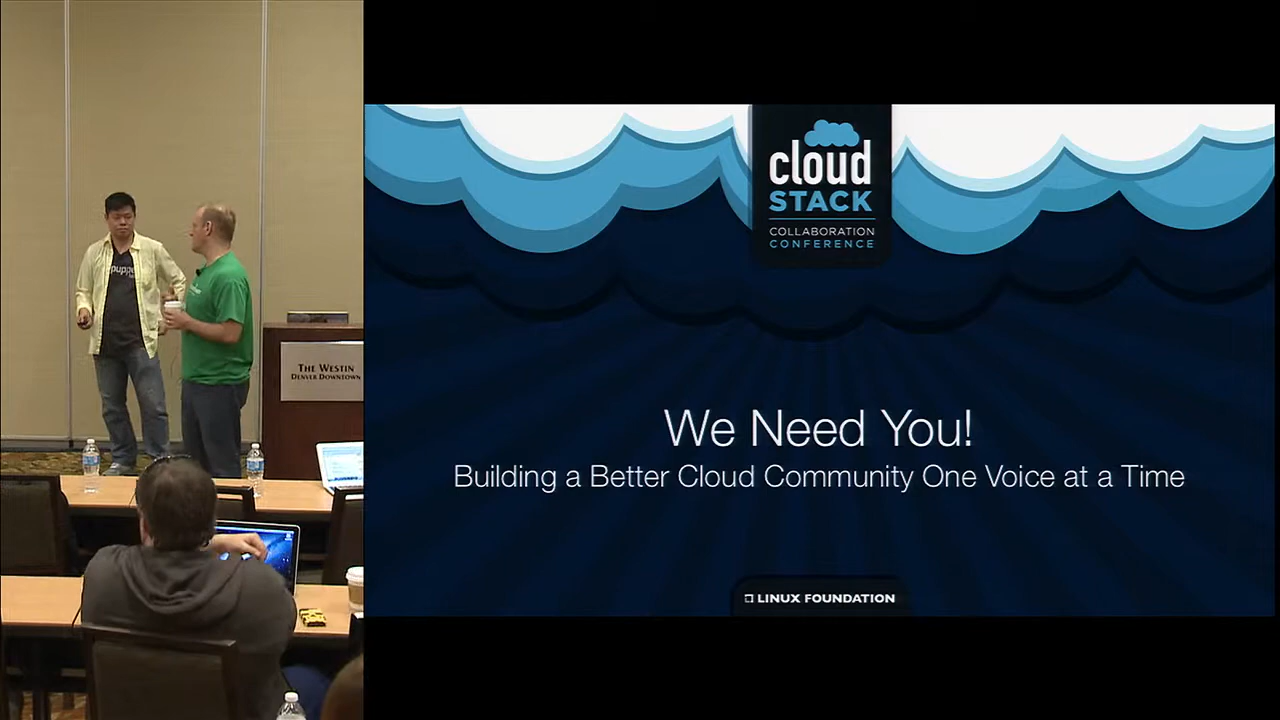 puppet
THE WESTIN
DENVER DOWNTOWN
cloud
STACK
COLLABORATION
CONFERENCE
We Need You!
Building a Better Cloud Community One Voice at a Time
LINUX FOUNDATION